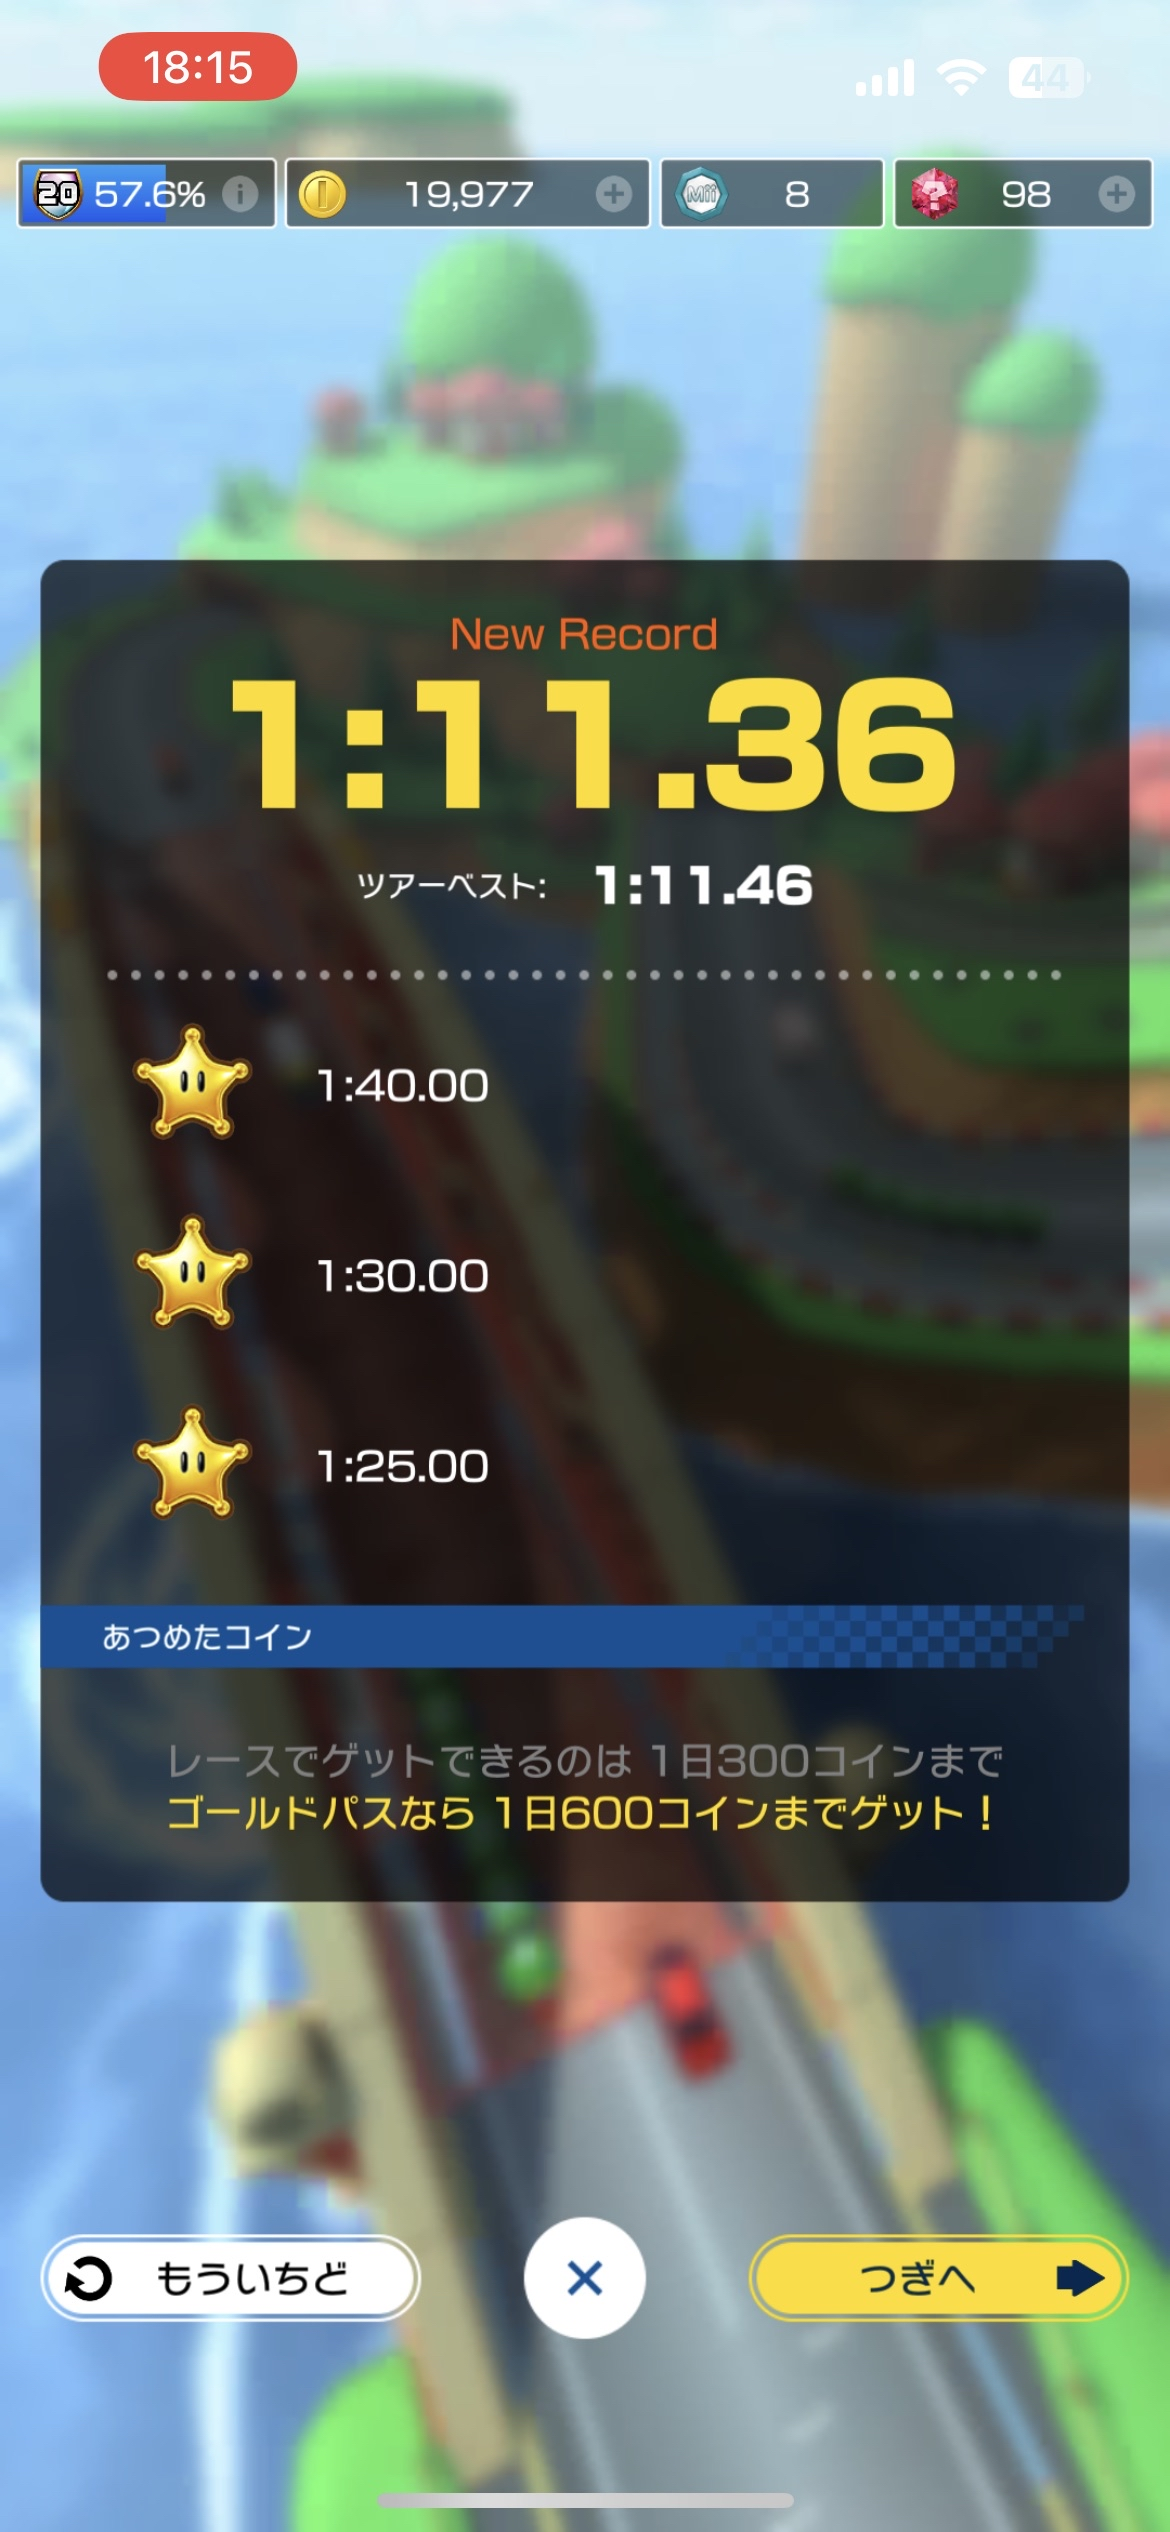 18:15
44
20 57.6% i
19,977
Mii 8
98
New Record
1:11.36
ツアーベスト: 1:11.46
1:40.00
1:30.00
1:25.00
あつめたコイン
レースでゲットできるのは 1日300コインまで
ゴールドパスなら 1日600コインまでゲット！
もういちど
つぎへ